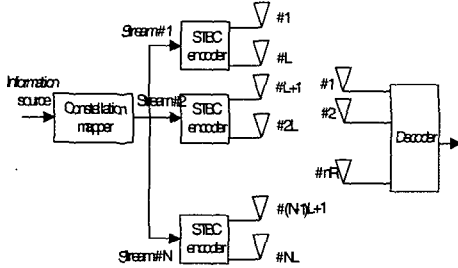 #1
Stream#1
STBC
encoder
#L
Information
source
Constellation
mapper
Stream#2
STBC
encoder
#L+1
#2L
#1
#2
Decoder
#nR
#(N-1)L+1
STBC
encoder
Stream#N
#NL